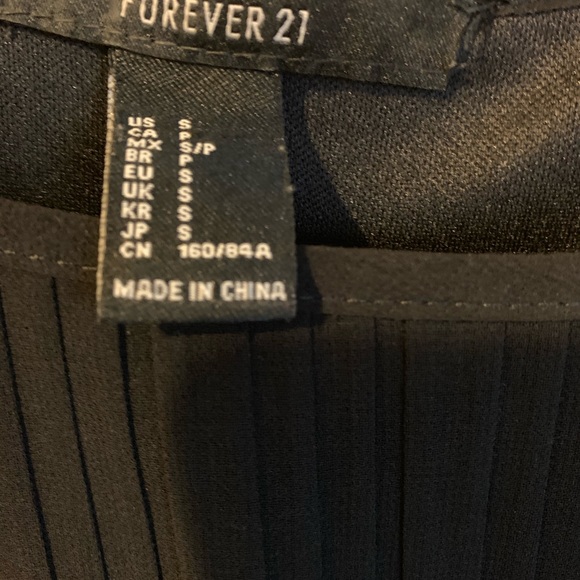 FOREVER 21
US S
CA P
MX S/P
BR P
EU S
UK S
KR S
JP S
CN 160/84A
MADE IN CHINA